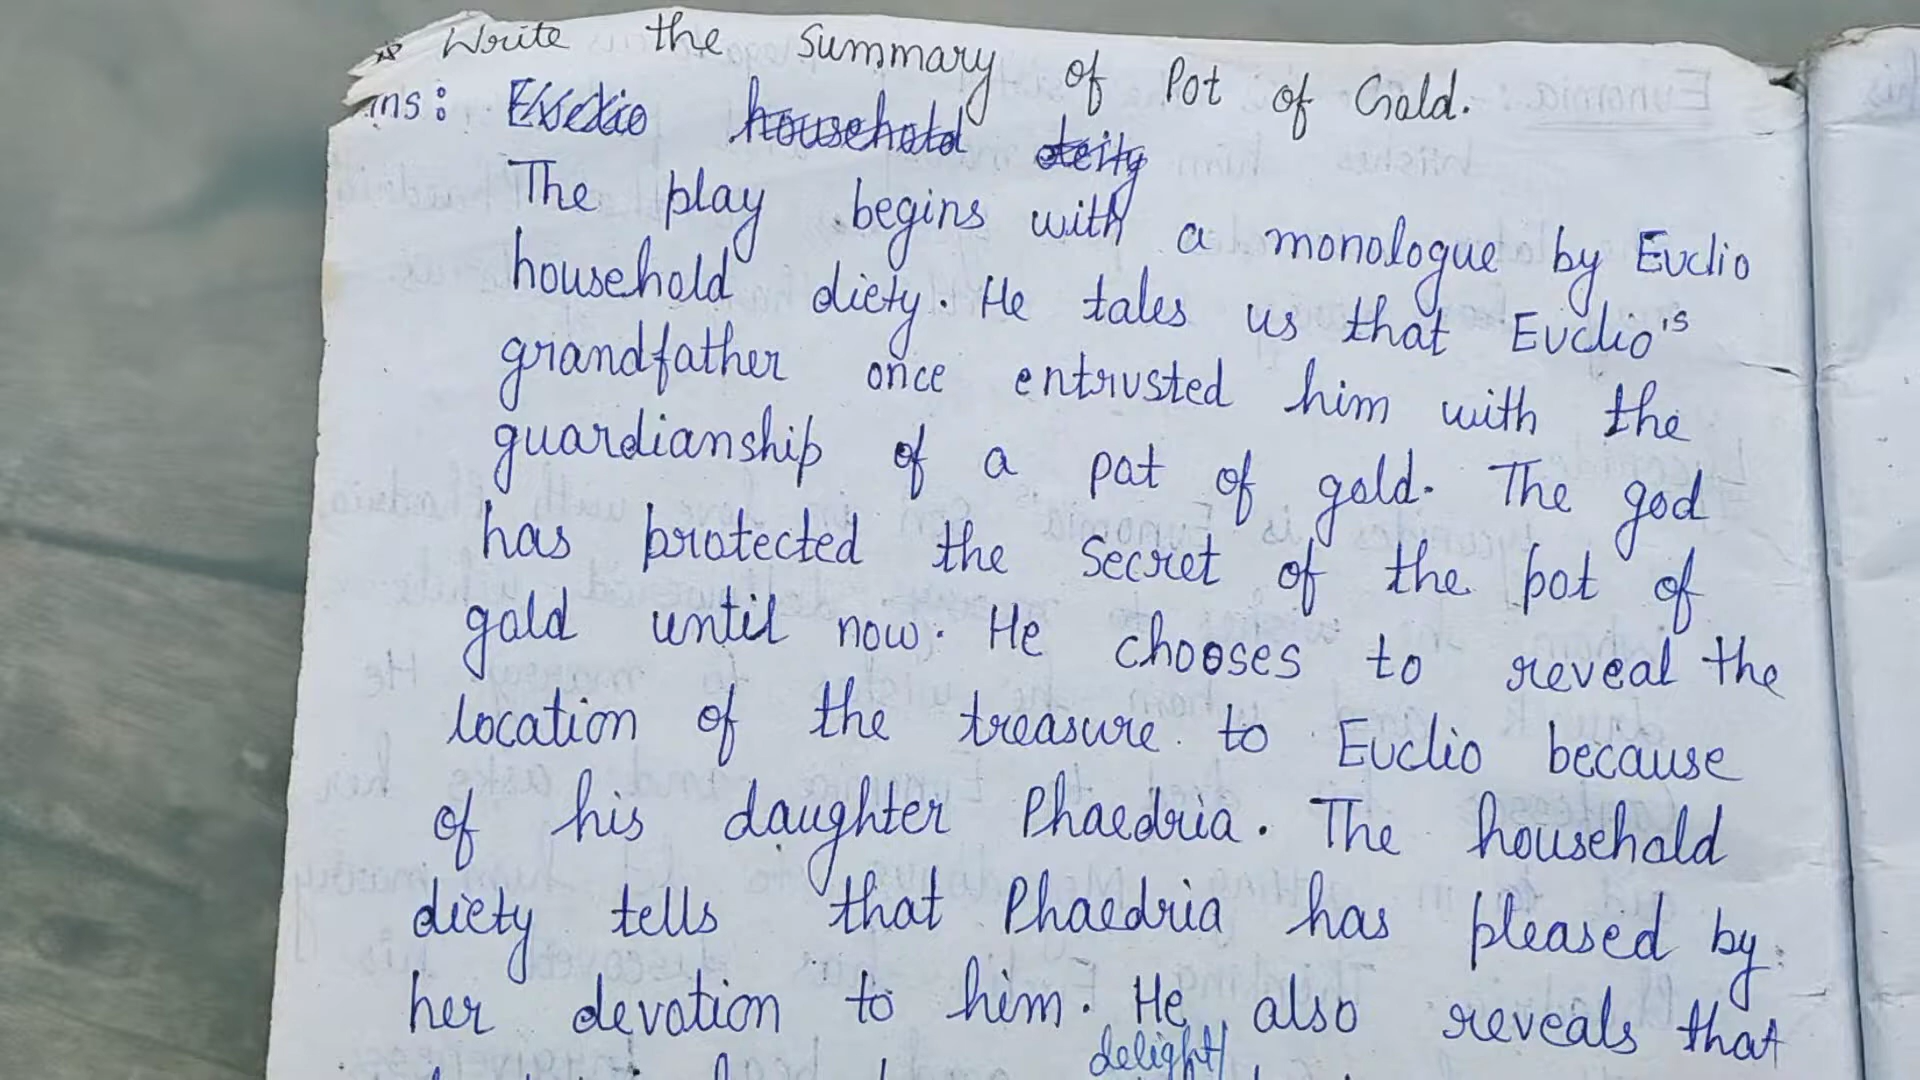 Write the Summary of Pot of Gold.
ns: Evclio household deity
The play begins with a monologue by Euclio
household diety. He tales us that Euclio's
grandfather once entrusted him with the
guardianship of a pot of gold. The god
has protected the secret of the pot of
gold until now. He chooses to reveal the
location of the treasure to Euclio because
of his daughter Phaedria. The household
diety tells that Phaedria has pleased by
her devotion to him. He also reveals that
delight